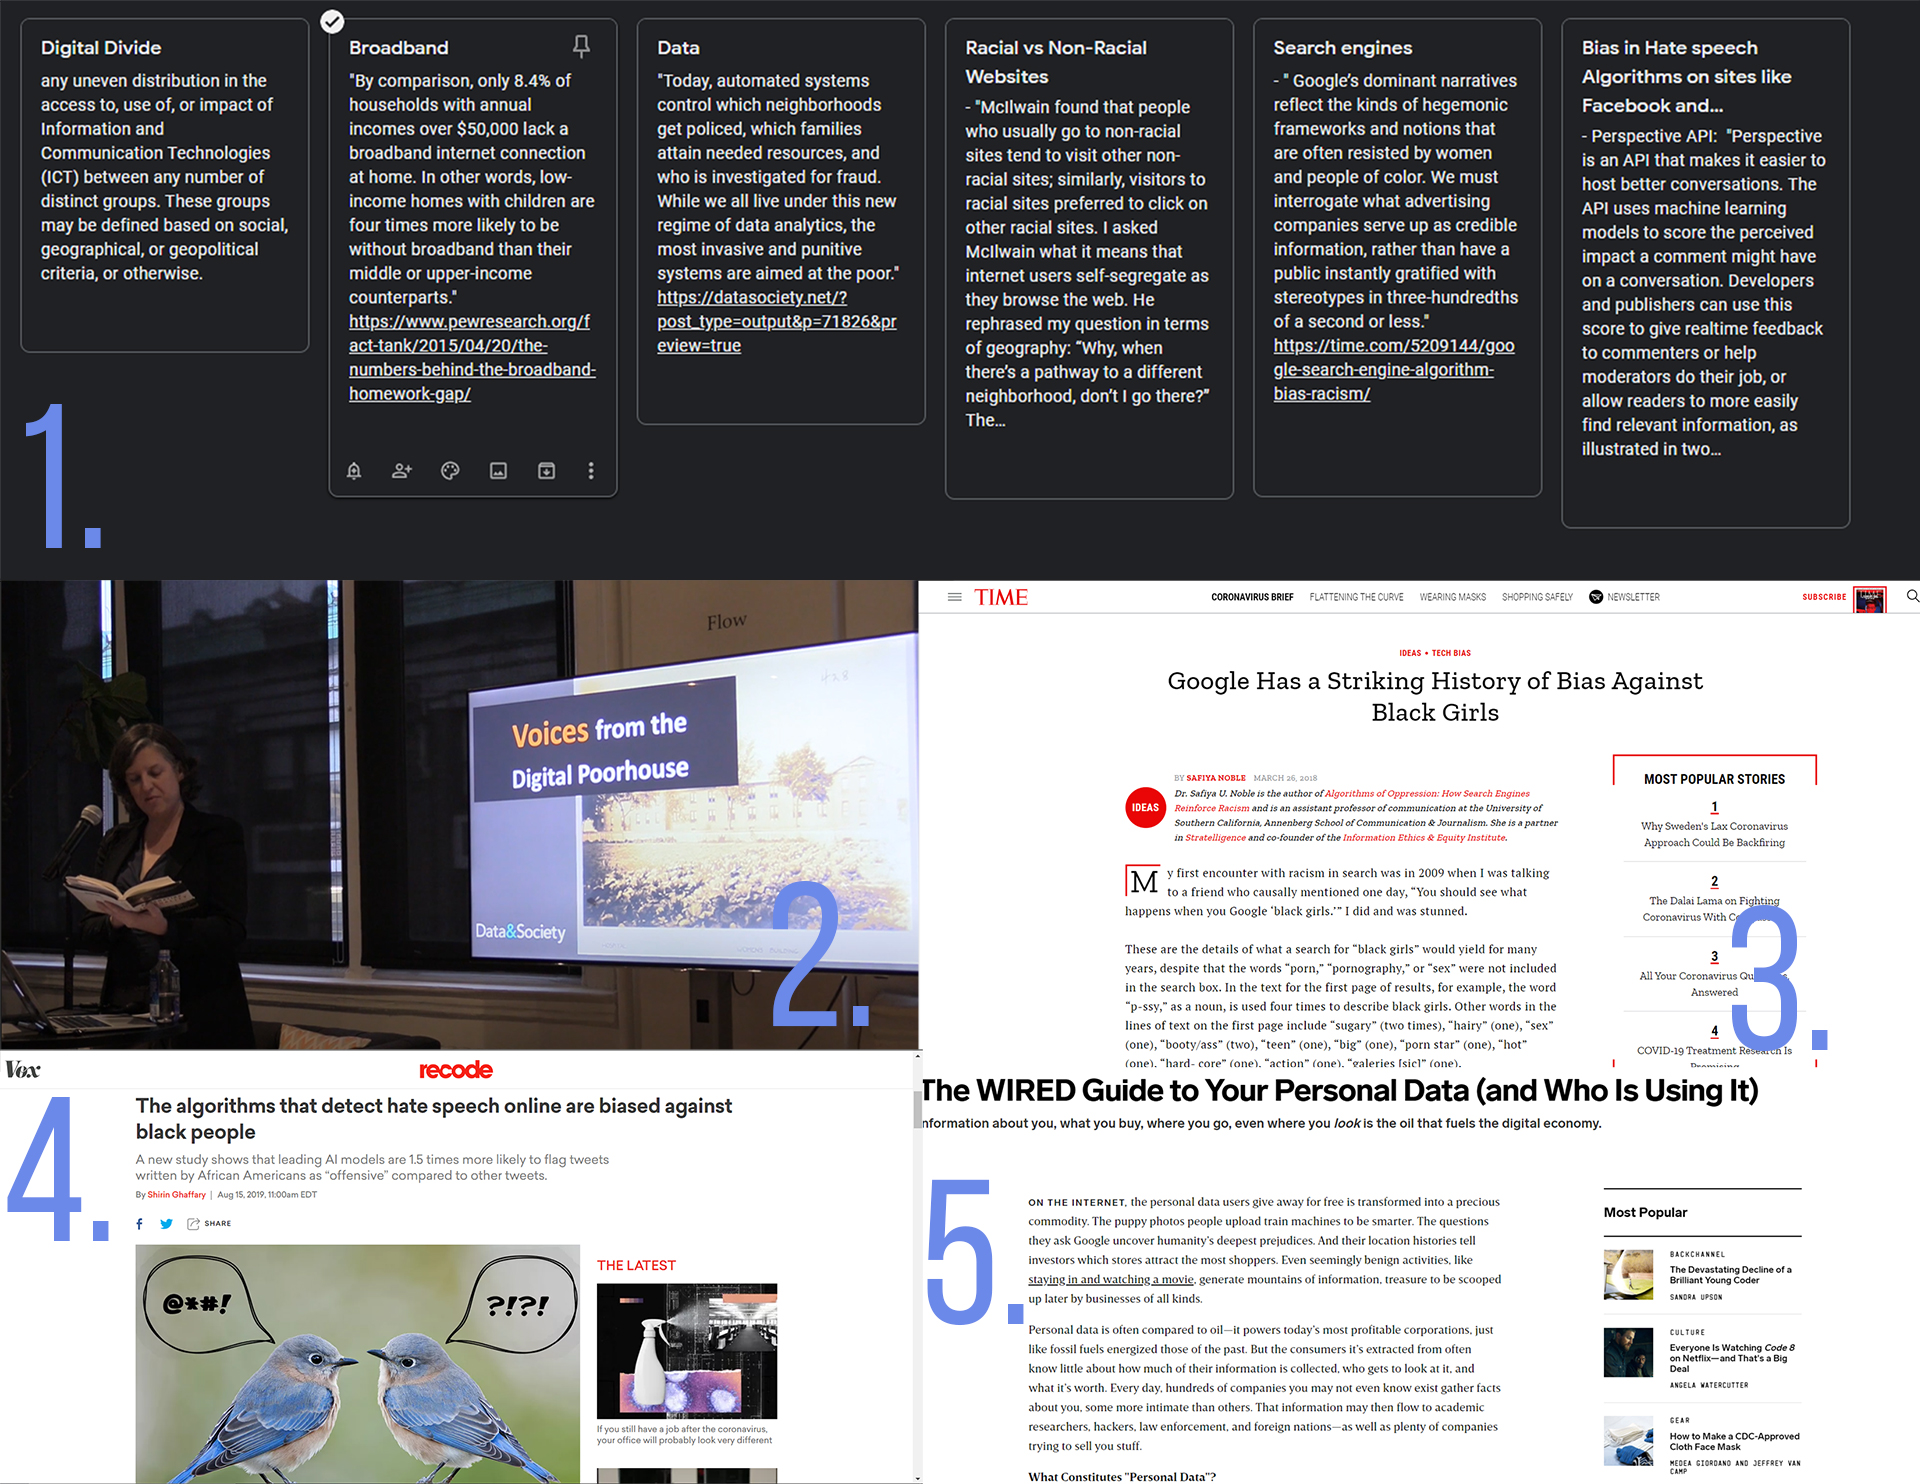 Digital Divide
any uneven distribution in the
access to, use of, or impact of
Information and
Communication Technologies
(ICT) between any number of
distinct groups. These groups
may be defined based on social,
geographical, or geopolitical
criteria, or otherwise.
Broadband
"By comparison, only 8.4% of
households with annual
incomes over $50,000 lack a
broadband internet connection
at home. In other words, low-
income homes with children are
four times more likely to be
without broadband than their
middle or upper-income
counterparts."
https://www.pewresearch.org/f
act-tank/2015/04/20/the-
numbers-behind-the-broadband-
homework-gap/
Data
"Today, automated systems
control which neighborhoods
get policed, which families
attain needed resources, and
who is investigated for fraud.
While we all live under this new
regime of data analytics, the
most invasive and punitive
systems are aimed at the poor."
https://datasociety.net/?
post_type=output&p=71826&pr
eview=true
Racial vs Non-Racial
Websites
- "McIlwain found that people
who usually go to non-racial
sites tend to visit other non-
racial sites; similarly, visitors to
racial sites preferred to click on
other racial sites. I asked
McIlwain what it means that
internet users self-segregate as
they browse the web. He
rephrased my question in terms
of geography: "Why, when
there's a pathway to a different
neighborhood, don't I go there?"
The...
Search engines
- " Google's dominant narratives
reflect the kinds of hegemonic
frameworks and notions that
are often resisted by women
and people of color. We must
interrogate what advertising
companies serve up as credible
information, rather than have a
public instantly gratified with
stereotypes in three-hundredths
of a second or less."
https://time.com/5209144/goo
gle-search-engine-algorithm-
bias-racism/
Bias in Hate speech
Algorithms on sites like
Facebook and...
- Perspective API: "Perspective
is an API that makes it easier to
host better conversations. The
API uses machine learning
models to score the perceived
impact a comment might have
on a conversation. Developers
and publishers can use this
score to give realtime feedback
to commenters or help
moderators do their job, or
allow readers to more easily
find relevant information, as
illustrated in two...
1.
Flow
4x8
Voices from the
Digital Poorhouse
Data&Society
2.
TIME
CORONAVIRUS BRIEF FLATTENING THE CURVE WEARING MASKS SHOPPING SAFELY NEWSLETTER
SUBSCRIBE
IDEAS • TECH BIAS
Google Has a Striking History of Bias Against
Black Girls
BY SAFIYA NOBLE MARCH 26, 2018
IDEAS
Dr. Safiya U. Noble is the author of Algorithms of Oppression: How Search Engines
Reinforce Racism and is an assistant professor of communication at the University of
Southern California, Annenberg School of Communication & Journalism. She is a partner
in Stratelligence and co-founder of the Information Ethics & Equity Institute.
My first encounter with racism in search was in 2009 when I was talking
to a friend who causally mentioned one day, "You should see what
happens when you Google 'black girls.'" I did and was stunned.
These are the details of what a search for "black girls" would yield for many
years, despite that the words "porn," "pornography," or "sex" were not included
in the search box. In the text for the first page of results, for example, the word
"p-ssy," as a noun, is used four times to describe black girls. Other words in the
lines of text on the first page include "sugary" (two times), "hairy" (one), "sex"
(one), "booty/ass" (two), "teen" (one), "big" (one), "porn star" (one), "hot"
(one), "hard- core" (one), "action" (one), "galeries [sic]" (one).
MOST POPULAR STORIES
1
Why Sweden's Lax Coronavirus
Approach Could Be Backfiring
2
The Dalai Lama on Fighting
Coronavirus With
3
All Your Coronavirus
Answered
4
COVID-19 Treatment Research Is
Promising
3.
Vox
recode
The algorithms that detect hate speech online are biased against
black people
A new study shows that leading AI models are 1.5 times more likely to flag tweets
written by African Americans as "offensive" compared to other tweets.
By Shirin Ghaffary | Aug 15, 2019, 11:00am EDT
SHARE
4.
@*#!
?!?!
THE LATEST
If you still have a job after the coronavirus,
your office will probably look very different
The WIRED Guide to Your Personal Data (and Who Is Using It)
nformation about you, what you buy, where you go, even where you look is the oil that fuels the digital economy.
5.
ON THE INTERNET, the personal data users give away for free is transformed into a precious
commodity. The puppy photos people upload train machines to be smarter. The questions
they ask Google uncover humanity's deepest prejudices. And their location histories tell
investors which stores attract the most shoppers. Even seemingly benign activities, like
staying in and watching a movie, generate mountains of information, treasure to be scooped
up later by businesses of all kinds.
Personal data is often compared to oil—it powers today's most profitable corporations, just
like fossil fuels energized those of the past. But the consumers it's extracted from often
know little about how much of their information is collected, who gets to look at it, and
what it's worth. Every day, hundreds of companies you may not even know exist gather facts
about you, some more intimate than others. That information may then flow to academic
researchers, hackers, law enforcement, and foreign nations—as well as plenty of companies
trying to sell you stuff.
What Constitutes "Personal Data"?
Most Popular
BACKCHANNEL
The Devastating Decline of a
Brilliant Young Coder
SANDRA UPSON
CULTURE
Everyone Is Watching Code 8
on Netflix—and That's a Big
Deal
ANGELA WATERCUTTER
GEAR
How to Make a CDC-Approved
Cloth Face Mask
MEDEA GIORDANO AND JEFFREY VAN
CAMP